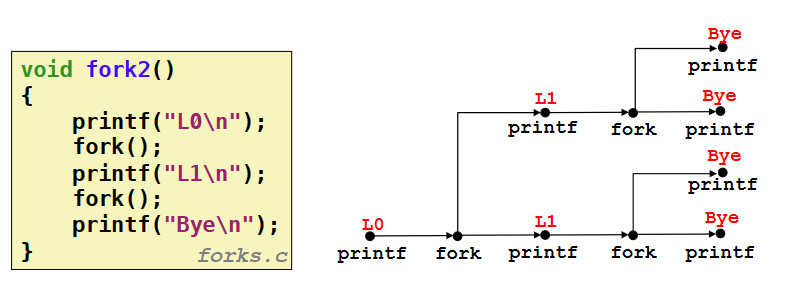 void fork2()
{
printf("L0\n");
fork();
printf("L1\n");
fork();
printf("Bye\n");
}
forks.c
Bye
printf
L1
Bye
printf
fork
printf
Bye
printf
L0
L1
Bye
printf
fork
printf
fork
printf